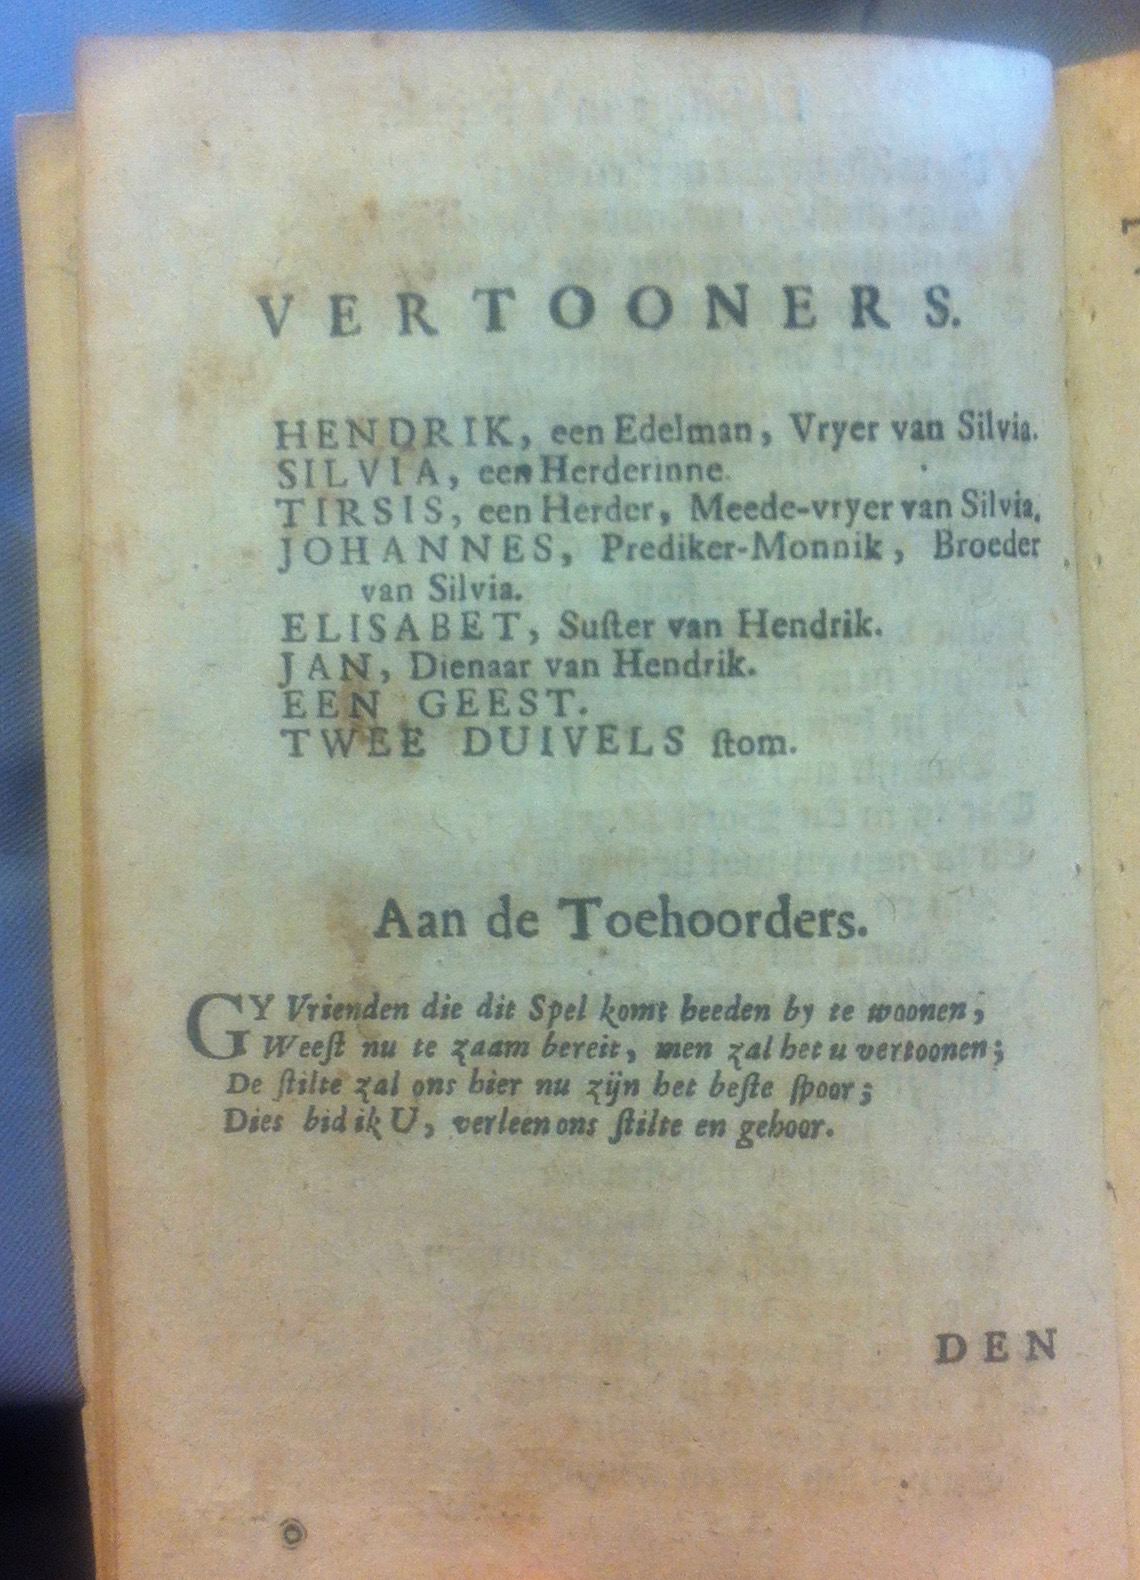 VERTOONERS.
HENDRIK, een Edelman, Vryer van Silvia.
SILVIA, een Herderinne.
TIRSIS, een Herder, Meede-vryer van Silvia.
JOHANNES, Prediker-Monnik, Broeder
van Silvia.
ELISABET, Suſter van Hendrik.
JAN, Dienaar van Hendrik.
EEN GEEST.
TWEE DUIVELS ſtom.
Aan de Toehoorders.
GY Vrienden die dit Spel komt heeden by te woonen;
Weeſt nu te zaam bereit, men zal het u vertoonen;
De ſtilte zal ons hier nu zijn het beſte ſpoor;
Dies bid ik U, verleen ons ſtilte en gehoor.
DEN